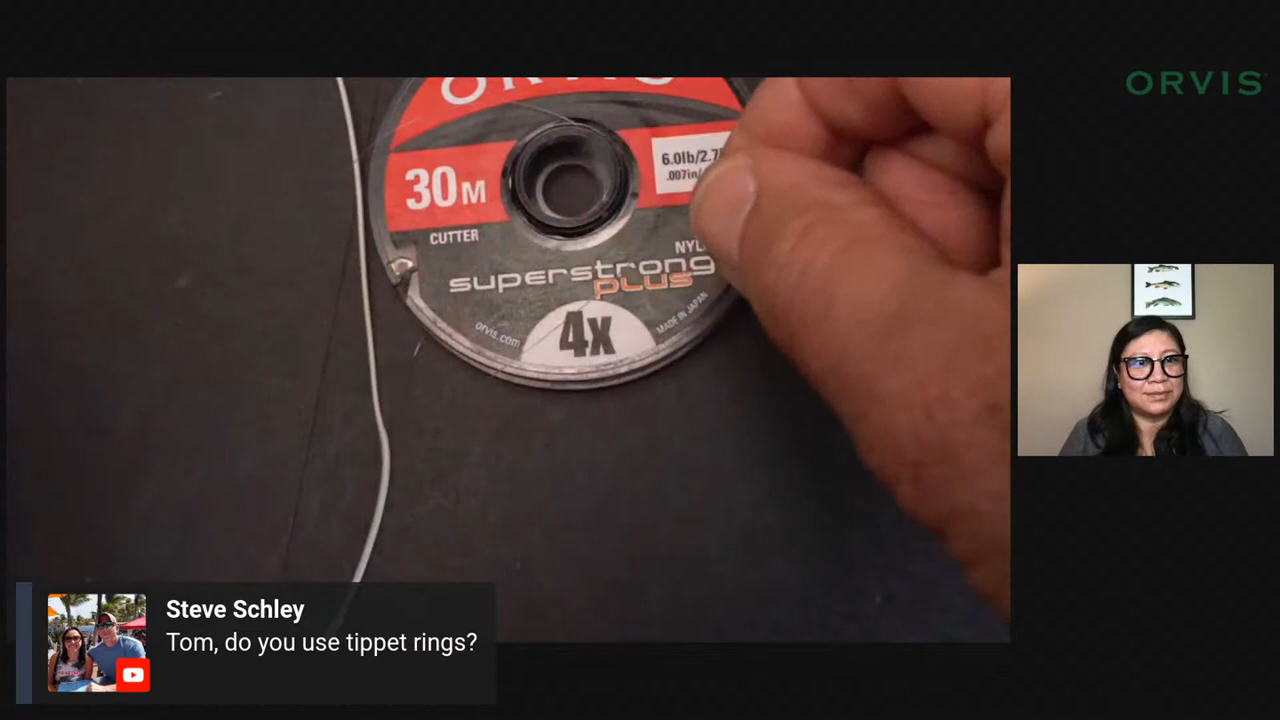 ORVIS
ORVIS
30M
6.0lb/2.7
.007in/
CUTTER
NYL
superstrong
plus
orvis.com
MADE IN JAPAN
4x
Steve Schley
Tom, do you use tippet rings?